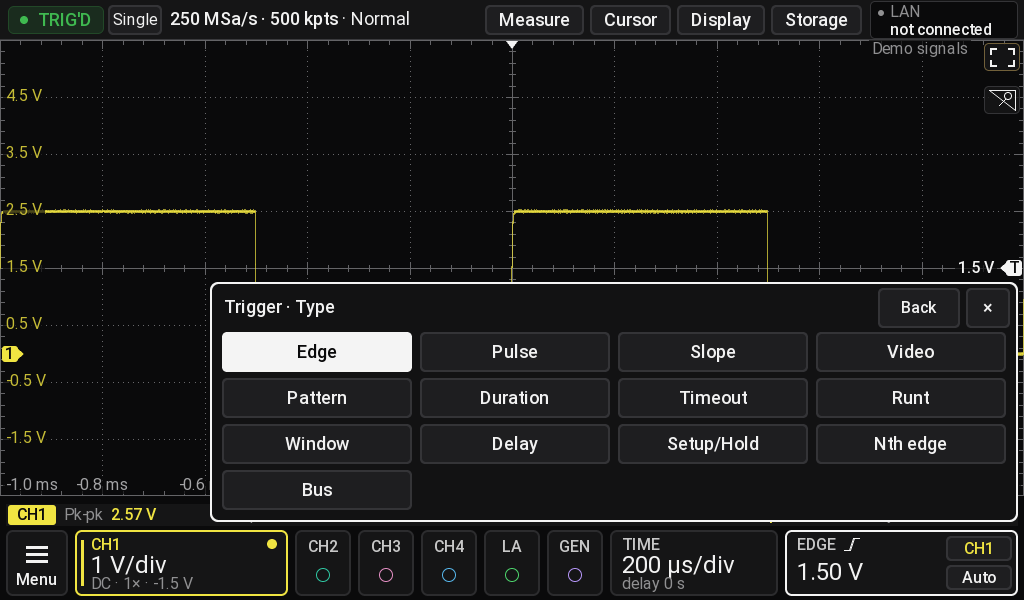 TRIG'D Single 250 MSa/s · 500 kpts · Normal Measure Cursor Display Storage LAN
not connected
Demo signals
4.5 V
3.5 V
2.5 V
1.5 V 1.5 V T
Trigger · Type Back ×
0.5 V Edge Pulse Slope Video
1
-0.5 V Pattern Duration Timeout Runt
-1.5 V Window Delay Setup/Hold Nth edge
-1.0 ms -0.8 ms -0.6 Bus
CH1 Pk-pk 2.57 V
Menu
CH1
1 V/div
DC · 1× · -1.5 V
CH2 CH3 CH4 LA GEN
TIME
200 µs/div
delay 0 s
EDGE CH1
1.50 V Auto